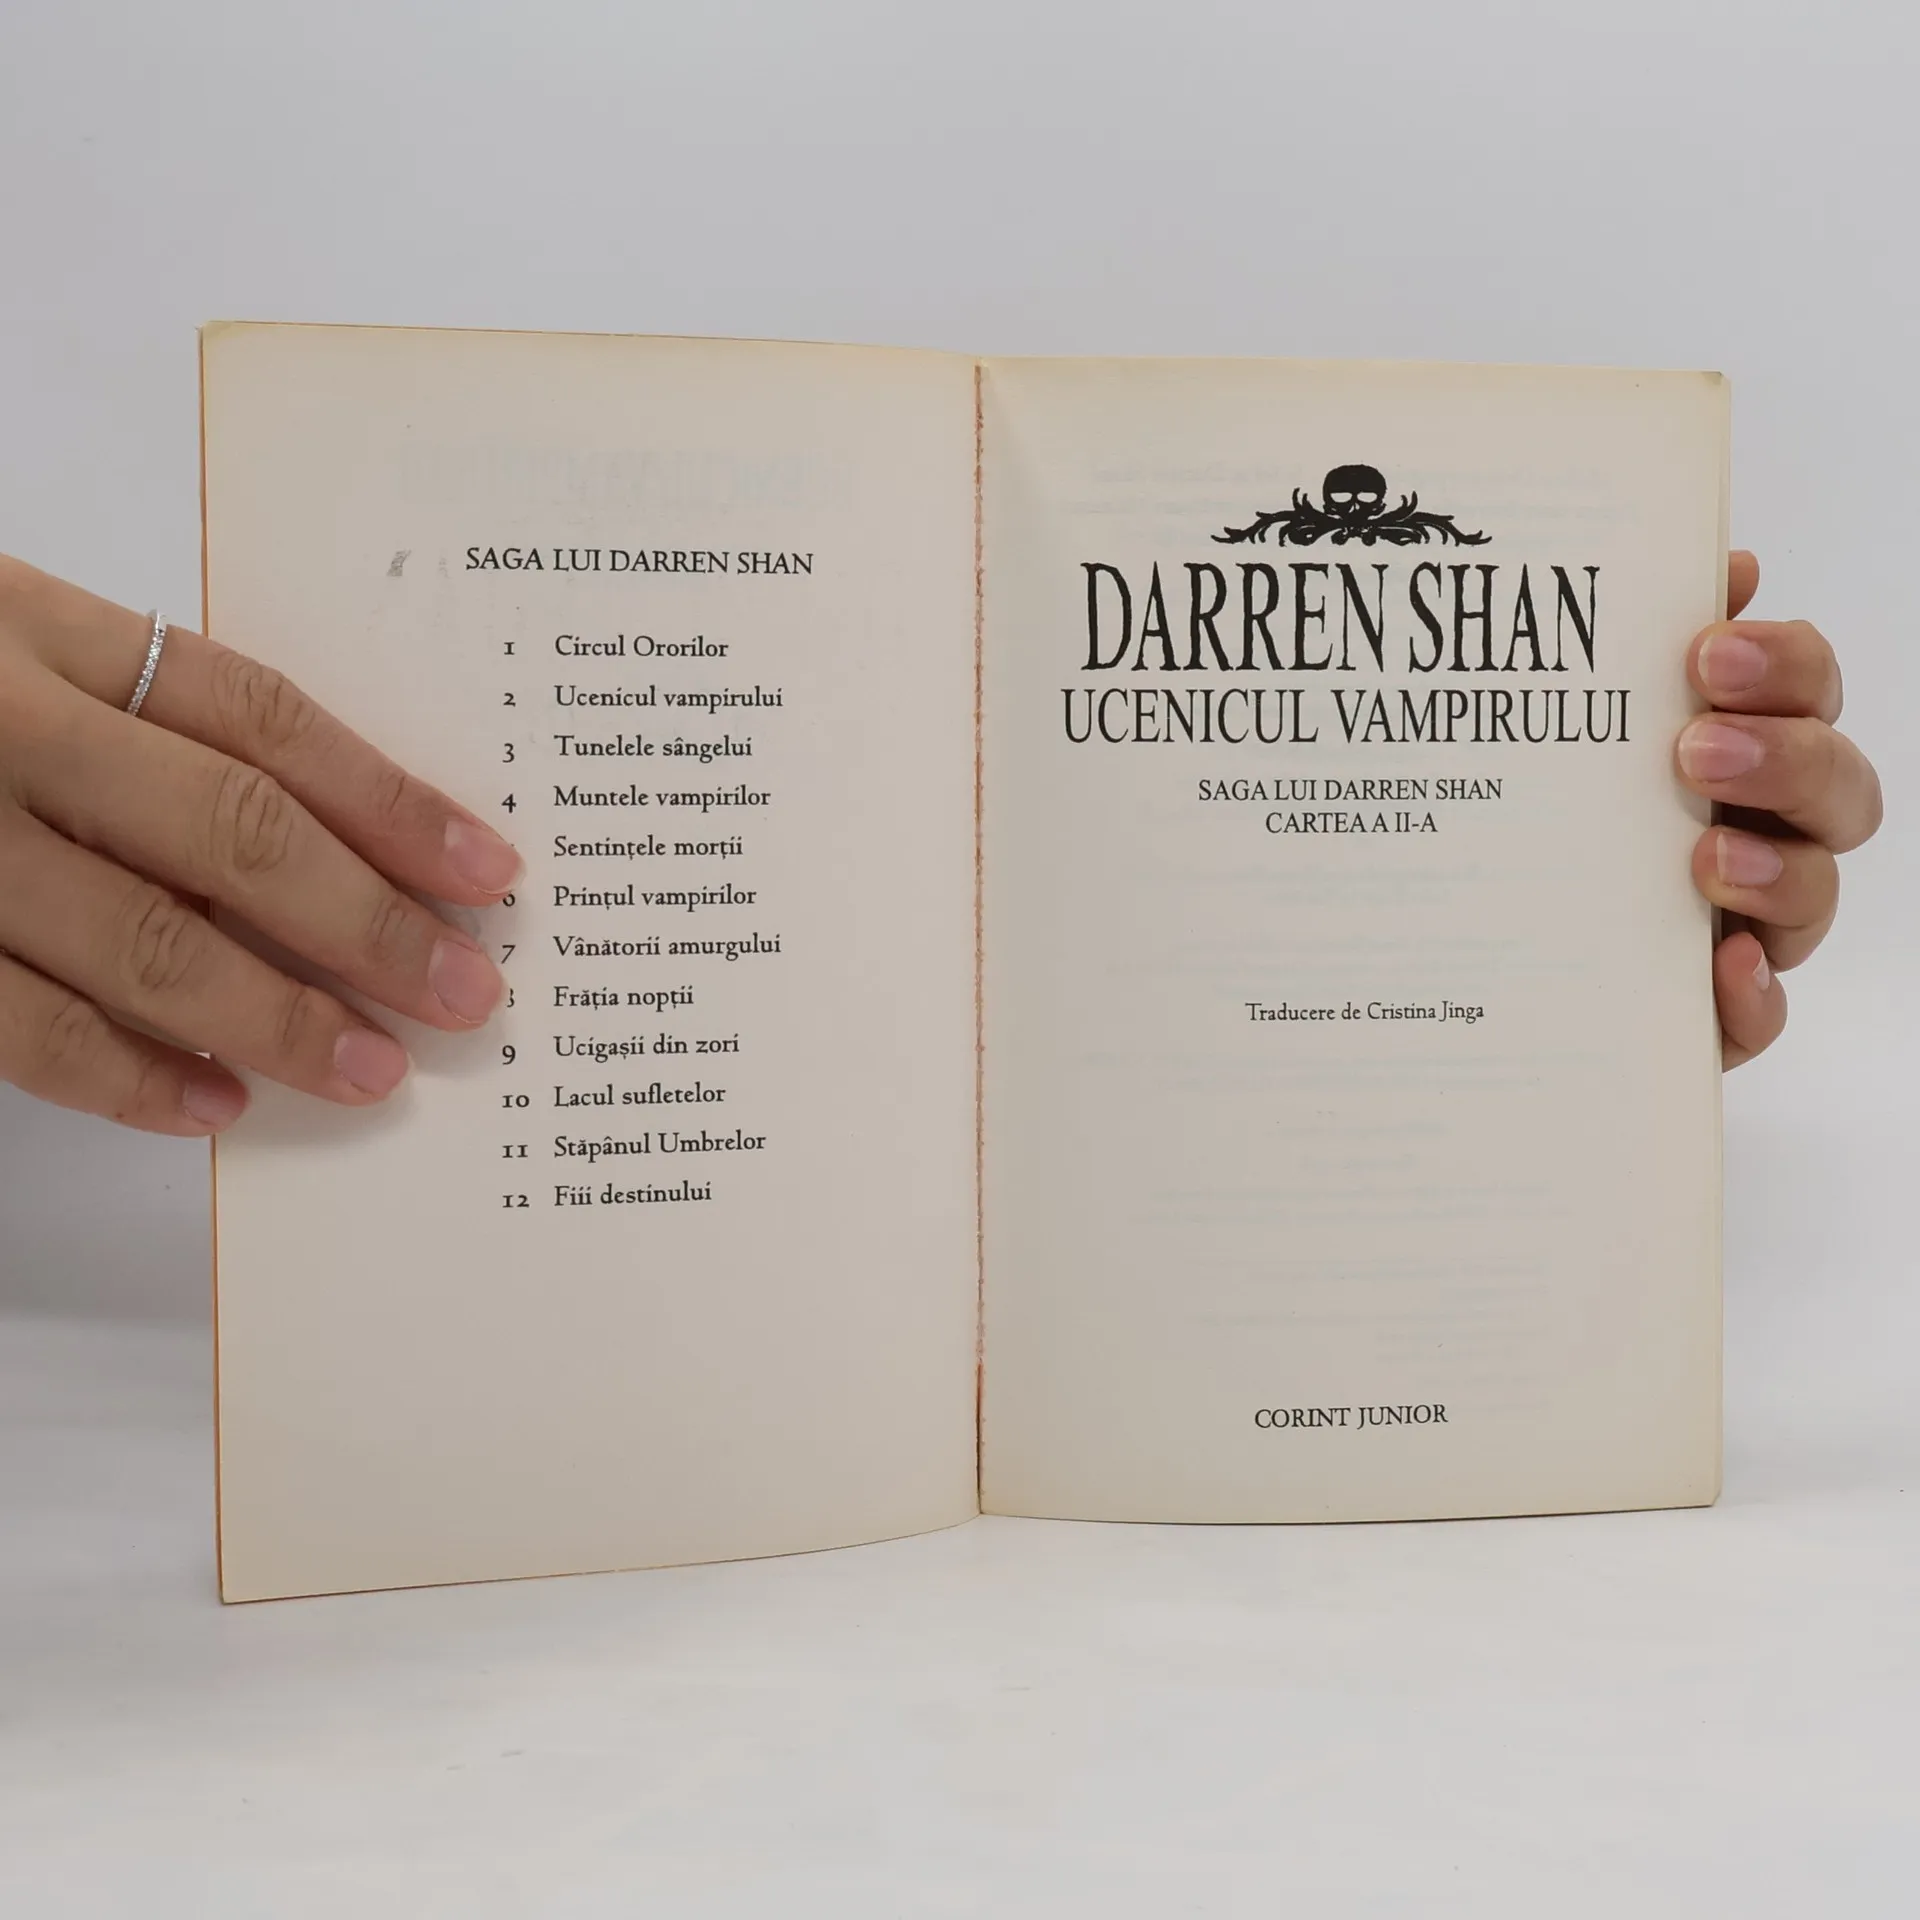 SAGA LUI DARREN SHAN
1 Circul Ororilor
2 Ucenicul vampirului
3 Tunelele sângelui
4 Muntele vampirilor
Sentințele morții
6 Prințul vampirilor
7 Vânătorii amurgului
8 Frăția nopții
9 Ucigașii din zori
10 Lacul sufletelor
11 Stăpânul Umbrelor
12 Fiii destinului
DARREN SHAN
UCENICUL VAMPIRULUI
SAGA LUI DARREN SHAN
CARTEA A II-A
Traducere de Cristina Jinga
CORINT JUNIOR